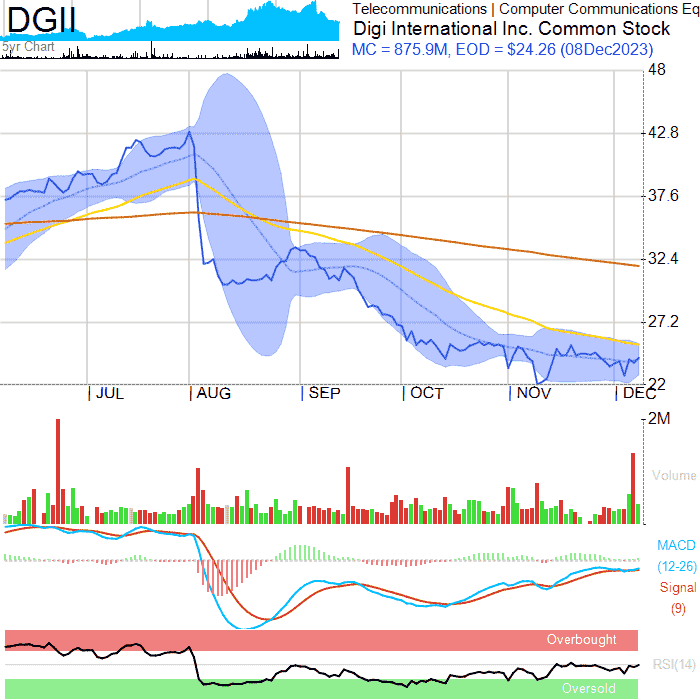 DGII
5yr Chart
Telecommunications | Computer Communications Eq
Digi International Inc. Common Stock
MC = 875.9M, EOD = $24.26 (08Dec2023)
48
42.8
37.6
32.4
27.2
22
JUL AUG SEP OCT NOV DEC
2M
Volume
MACD
(12-26)
Signal
(9)
Overbought
RSI(14)
Oversold